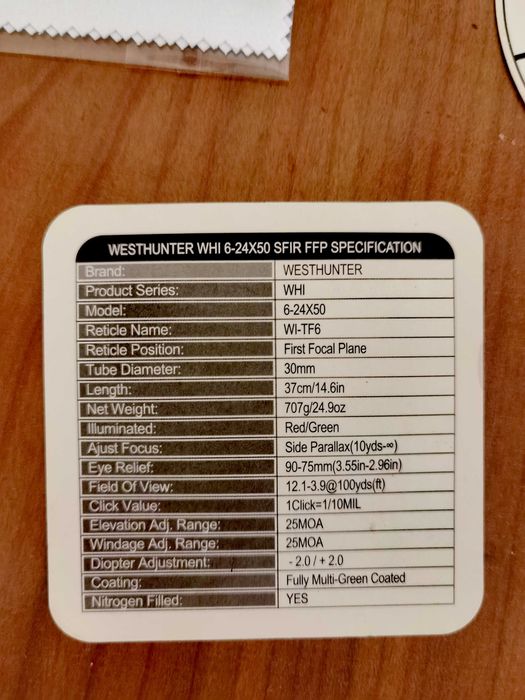 WESTHUNTER WHI 6-24X50 SFIR FFP SPECIFICATION
Brand: WESTHUNTER
Product Series: WHI
Model: 6-24X50
Reticle Name: WI-TF6
Reticle Position: First Focal Plane
Tube Diameter: 30mm
Length: 37cm/14.6in
Net Weight: 707g/24.9oz
Illuminated: Red/Green
Ajust Focus: Side Parallax(10yds-∞)
Eye Relief: 90-75mm(3.55in-2.96in)
Field Of View: 12.1-3.9@100yds(ft)
Click Value: 1Click=1/10MIL
Elevation Adj. Range: 25MOA
Windage Adj. Range: 25MOA
Diopter Adjustment: - 2.0 / + 2.0
Coating: Fully Multi-Green Coated
Nitrogen Filled: YES